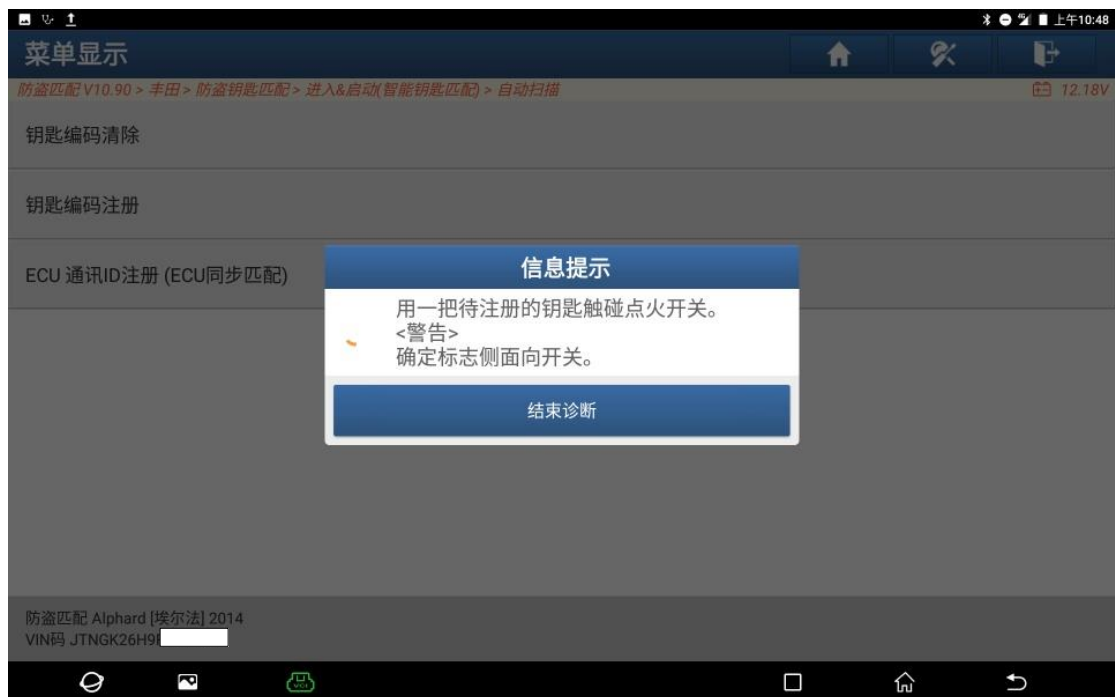 上午10:48
菜单显示
防盗匹配 V10.90 > 丰田 > 防盗钥匙匹配 > 进入&启动(智能钥匙匹配) > 自动扫描
12.18V
钥匙编码清除
钥匙编码注册
ECU 通讯ID注册 (ECU同步匹配)
信息提示
用一把待注册的钥匙触碰点火开关。
<警告>
确定标志侧面向开关。
结束诊断
防盗匹配 Alphard [埃尔法] 2014
VIN码 JTNGK26H9